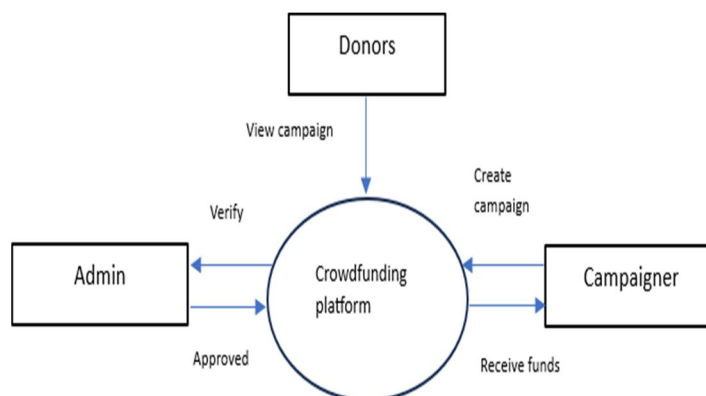 Donors
View campaign
Create
campaign
Verify
Admin
Crowdfunding
platform
Campaigner
Approved
Receive funds